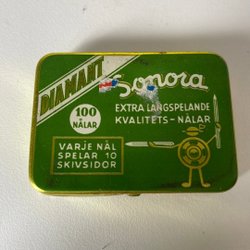 DIAMANT
Sonora
100
NÅLAR
EXTRA LÅNGSPELANDE
KVALITETS-NÅLAR
VARJE NÅL
SPELAR 10
SKIVSIDOR